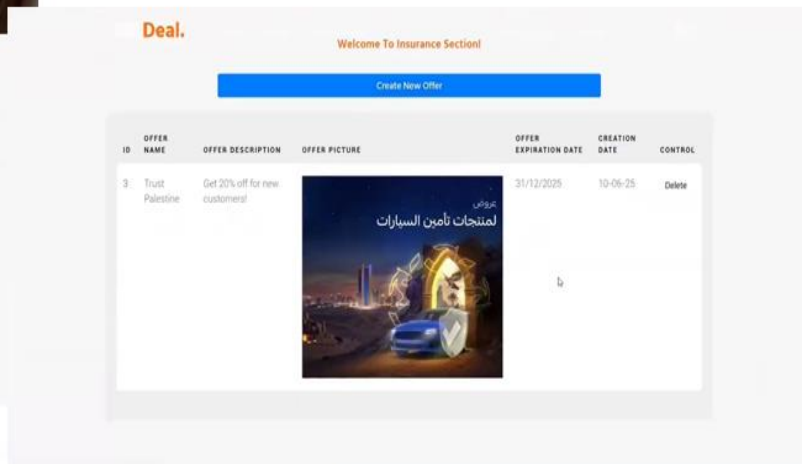 Deal.
Welcome To Insurance Section!
Create New Offer
ID
OFFER
NAME
OFFER DESCRIPTION
OFFER PICTURE
OFFER
EXPIRATION DATE
CREATION
DATE
CONTROL
3
Trust
Palestine
Get 20% off for new
customers!
عروض
لمنتجات تأمين السيارات
31/12/2025
10-06-25
Delete